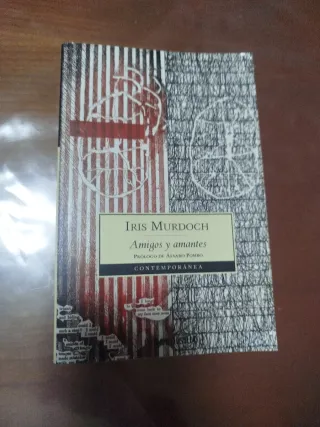 IRIS MURDOCH
Amigos y amantes
PRÓLOGO DE ÁLVARO POMBO
CONTEMPORÁNEA